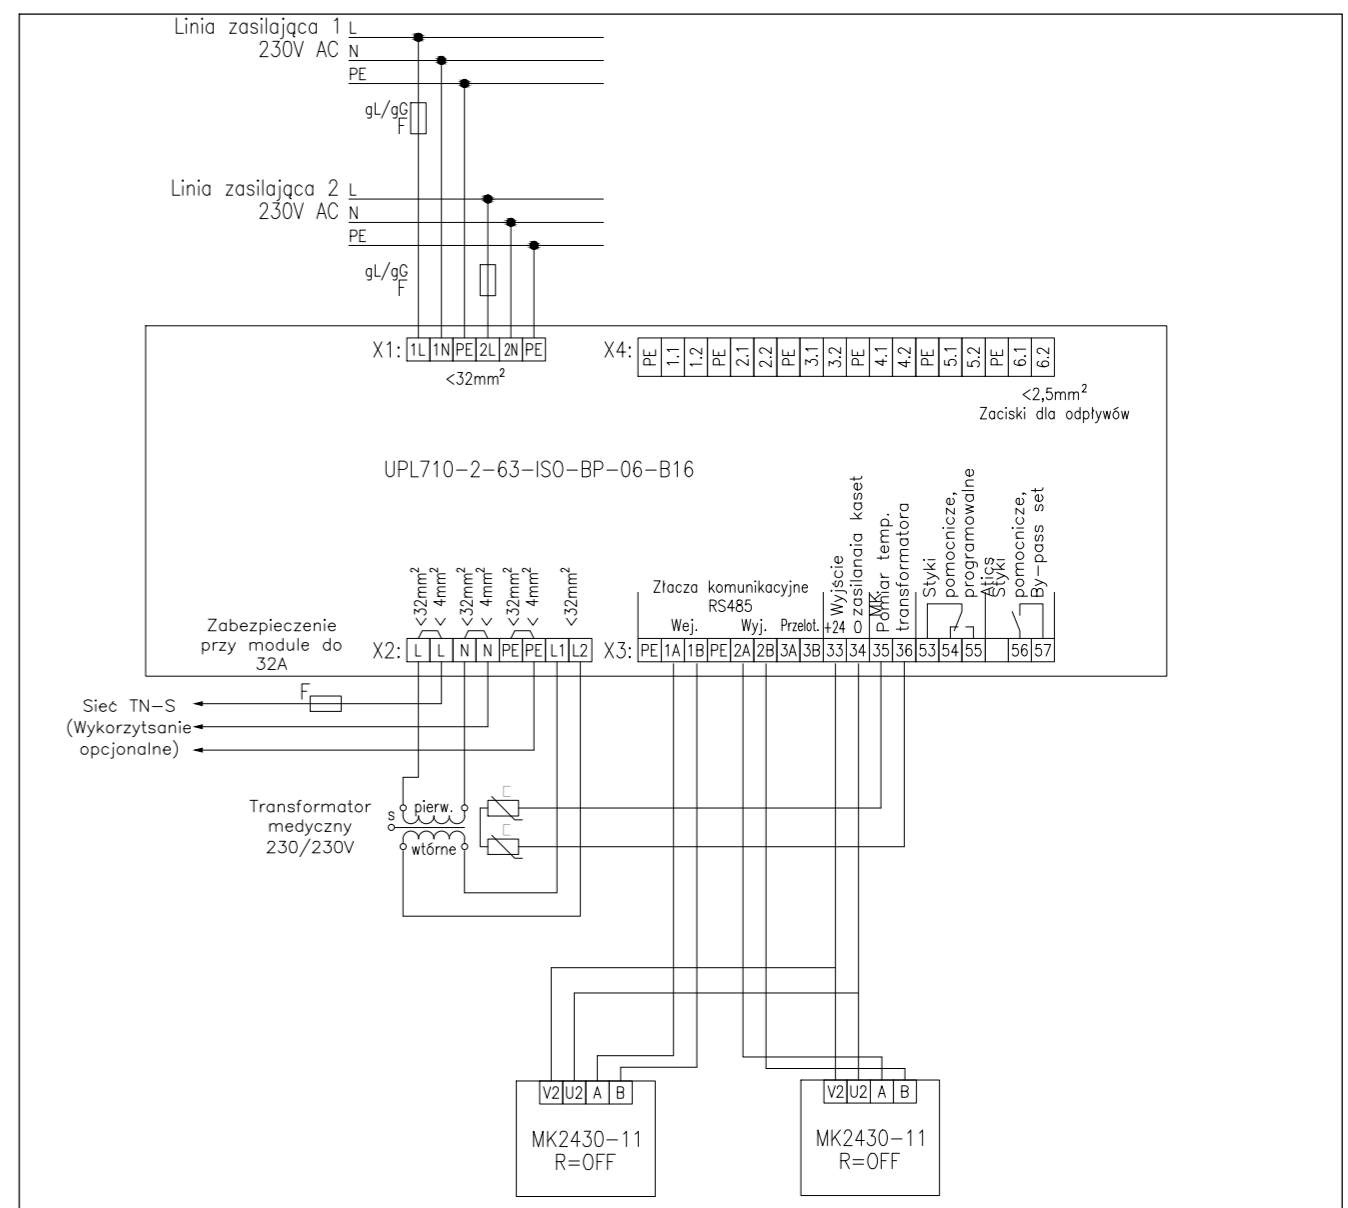 Linia zasilająca 1 L
230V AC N
PE
gL/gG
F
Linia zasilająca 2 L
230V AC N
PE
gL/gG
F
X1: 1L 1N PE 2L 2N PE
<32mm²
X4: PE 1.1 1.2 PE 2.1 2.2 PE 3.1 3.2 PE 4.1 4.2 PE 5.1 5.2 PE 6.1 6.2
<2,5mm²
Zaciski dla odpływów
UPL710-2-63-ISO-BP-06-B16
<32mm²
< 4mm²
<32mm²
< 4mm²
<32mm²
< 4mm²
<32mm²
Złacza komunikacyjne
RS485
Wej. Wyj. Przelot.
Wyjście
zasilanaia kaset
MK
+24 0
Pomiar temp.
transformatora
Styki
pomocnicze,
programowalne
Atics
Styki
pomocnicze,
By-pass set
Zabezpieczenie
przy module do
32A
X2: L L N N PE PE L1 L2
X3: PE 1A 1B PE 2A 2B 3A 3B 33 34 35 36 53 54 55 56 57
F
Sieć TN-S
(Wykorzytsanie
opcjonalne)
Transformator
medyczny
230/230V
S
pierw.
wtórne
V2 U2 A B
MK2430-11
R=OFF
V2 U2 A B
MK2430-11
R=OFF